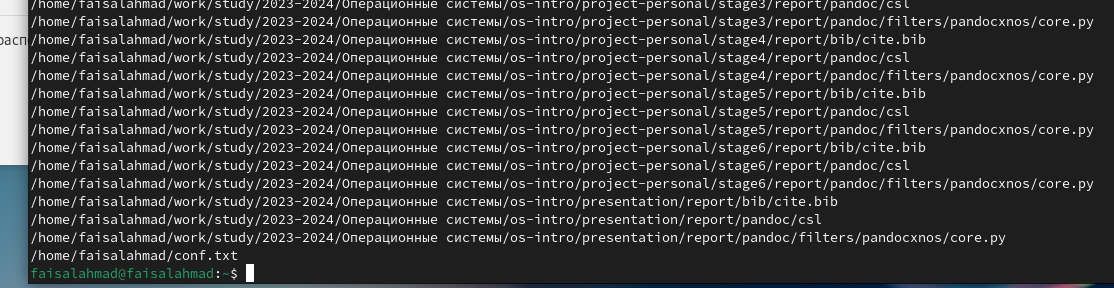 /home/faisalahmad/work/study/2023-2024/Операционные системы/os-intro/project-personal/stage3/report/pandoc/csl
/home/faisalahmad/work/study/2023-2024/Операционные системы/os-intro/project-personal/stage3/report/pandoc/filters/pandocxnos/core.py
/home/faisalahmad/work/study/2023-2024/Операционные системы/os-intro/project-personal/stage4/report/bib/cite.bib
/home/faisalahmad/work/study/2023-2024/Операционные системы/os-intro/project-personal/stage4/report/pandoc/csl
/home/faisalahmad/work/study/2023-2024/Операционные системы/os-intro/project-personal/stage4/report/pandoc/filters/pandocxnos/core.py
/home/faisalahmad/work/study/2023-2024/Операционные системы/os-intro/project-personal/stage5/report/bib/cite.bib
/home/faisalahmad/work/study/2023-2024/Операционные системы/os-intro/project-personal/stage5/report/pandoc/csl
/home/faisalahmad/work/study/2023-2024/Операционные системы/os-intro/project-personal/stage5/report/pandoc/filters/pandocxnos/core.py
/home/faisalahmad/work/study/2023-2024/Операционные системы/os-intro/project-personal/stage6/report/bib/cite.bib
/home/faisalahmad/work/study/2023-2024/Операционные системы/os-intro/project-personal/stage6/report/pandoc/csl
/home/faisalahmad/work/study/2023-2024/Операционные системы/os-intro/project-personal/stage6/report/pandoc/filters/pandocxnos/core.py
/home/faisalahmad/work/study/2023-2024/Операционные системы/os-intro/presentation/report/bib/cite.bib
/home/faisalahmad/work/study/2023-2024/Операционные системы/os-intro/presentation/report/pandoc/csl
/home/faisalahmad/work/study/2023-2024/Операционные системы/os-intro/presentation/report/pandoc/filters/pandocxnos/core.py
/home/faisalahmad/conf.txt
faisalahmad@faisalahmad:~$